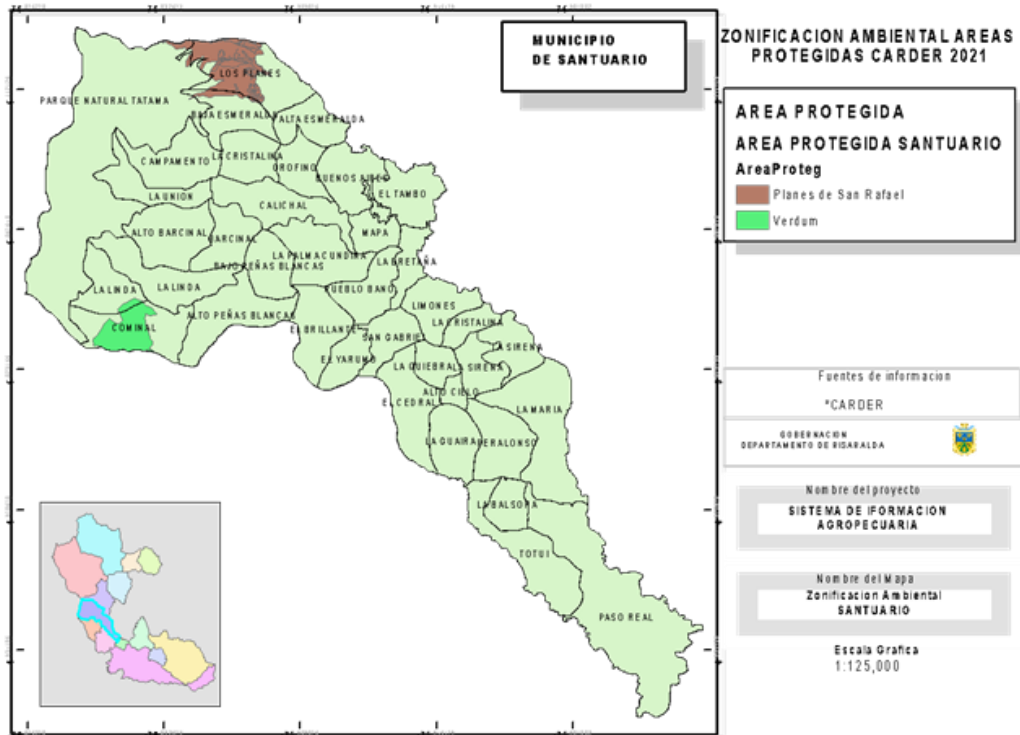 MUNICIPIO
DE SANTUARIO
ZONIFICACION AMBIENTAL AREAS
PROTEGIDAS CARDER 2021
AREA PROTEGIDA
AREA PROTEGIDA SANTUARIO
AreaProteg
Planes de San Rafael
Verdum
LOS PLANES
PARQUE NATURAL TATAMA
BAJA ESMERALDA
ALTA ESMERALDA
CAMPAMENTO
LA CRISTALINA
OROFINO
BUENOS AIRES
EL TAMBO
LA UNION
CALICHAL
ALTO BARCINAL
BARCINAL
MAPA
LA PALMA CUNDINA
LA BRETAÑA
BAJO PEÑAS BLANCAS
LA LINDA
LA LINDA
PUEBLO BANO
LIMONES
COMINAL
ALTO PEÑAS BLANCAS
EL BRILLANTE
SAN GABRIEL
LA CRISTALINA
LA SIRENA
EL YARUMO
LA QUIEBRA
LA SIRENA
ALTO CIELO
EL CEDRAL
LA MARIA
LA GUAIRA
PERALONSO
LA BALSORA
TOTUI
PASO REAL
Fuentes de informacion
*CARDER
GOBERNACION
DEPARTAMENTO DE RISARALDA
Nombre del proyecto
SISTEMA DE IFORMACION
AGROPECUARIA
Nombre del Mapa
Zonificacion Ambiental
SANTUARIO
Escala Grafica
1:125,000